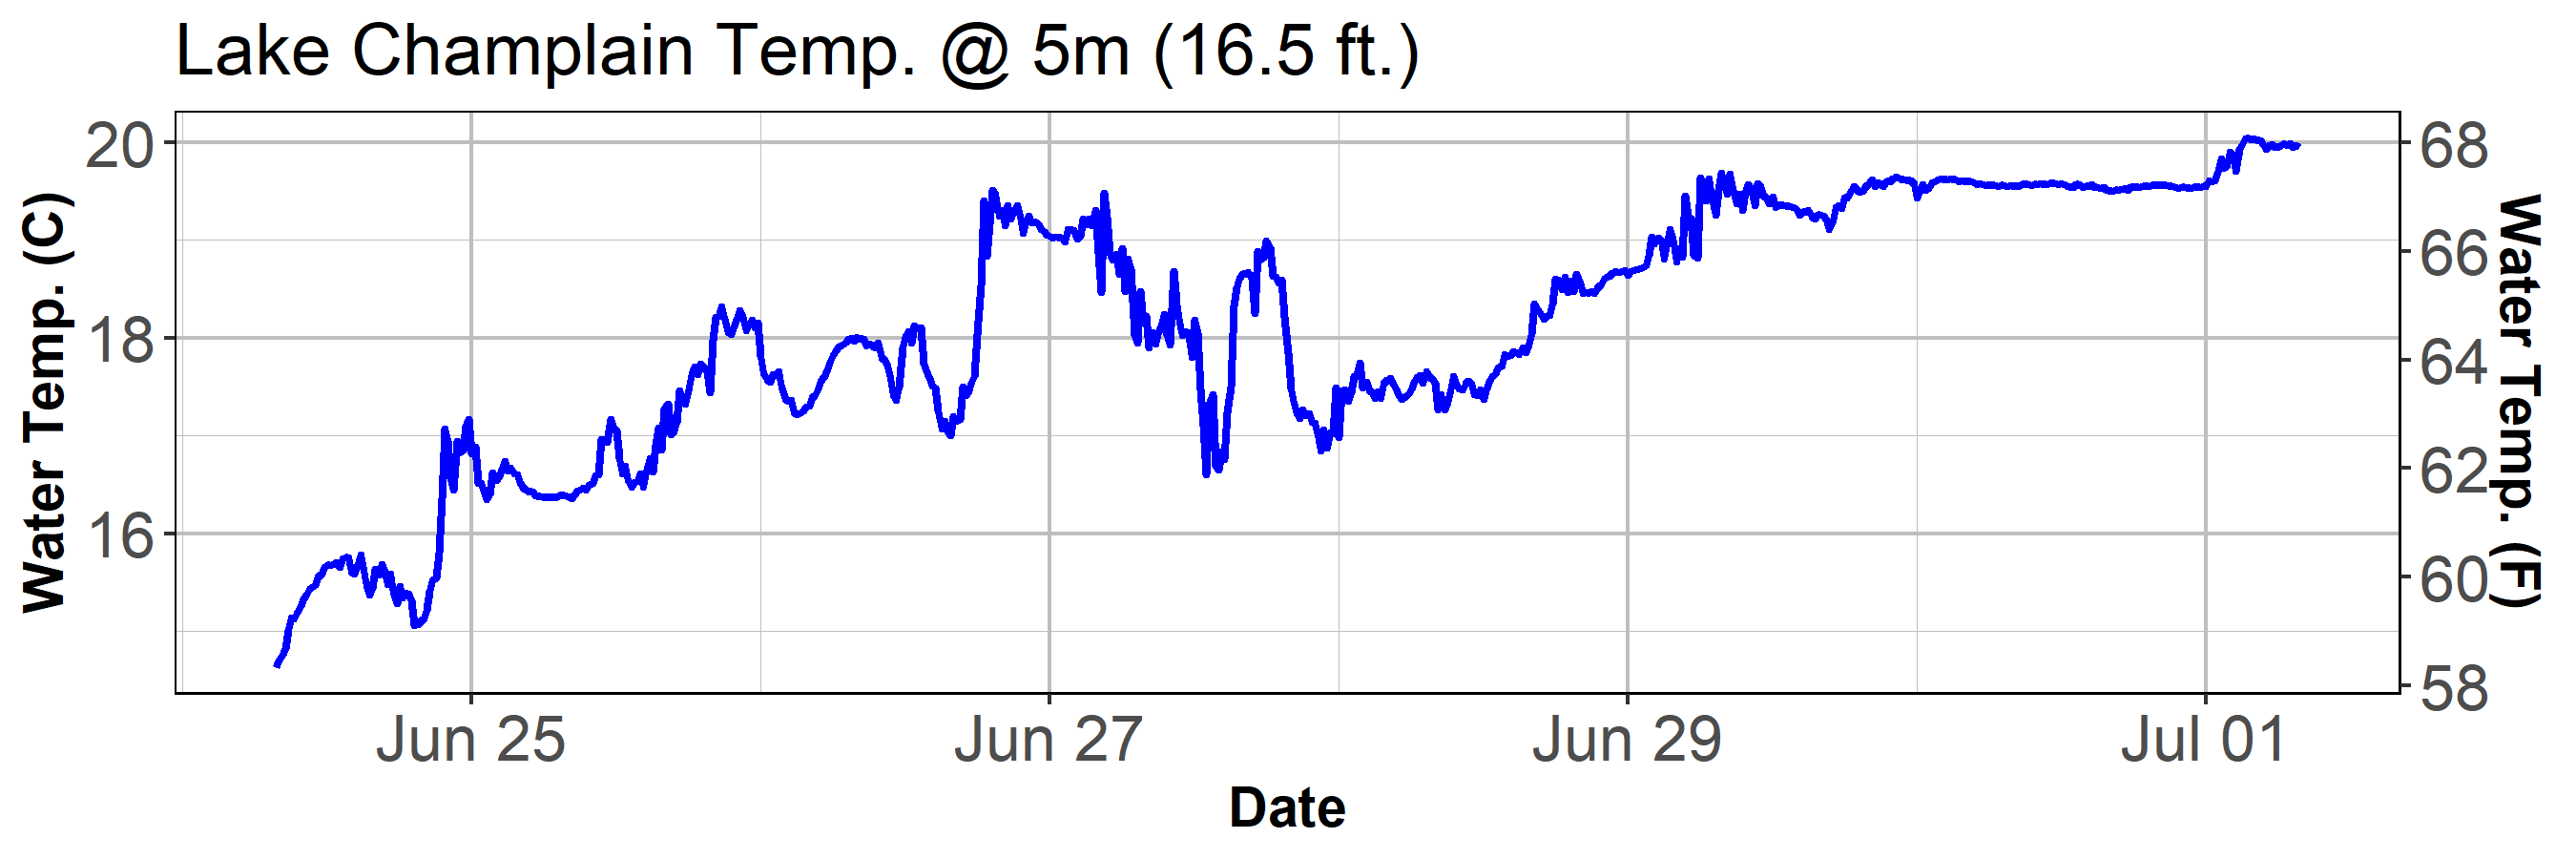 Lake Champlain Temp. @ 5m (16.5 ft.)
Water Temp. (C)
20
18
16
68
66
64
62
60
58
Water Temp. (F)
Jun 25 Jun 27 Jun 29 Jul 01
Date